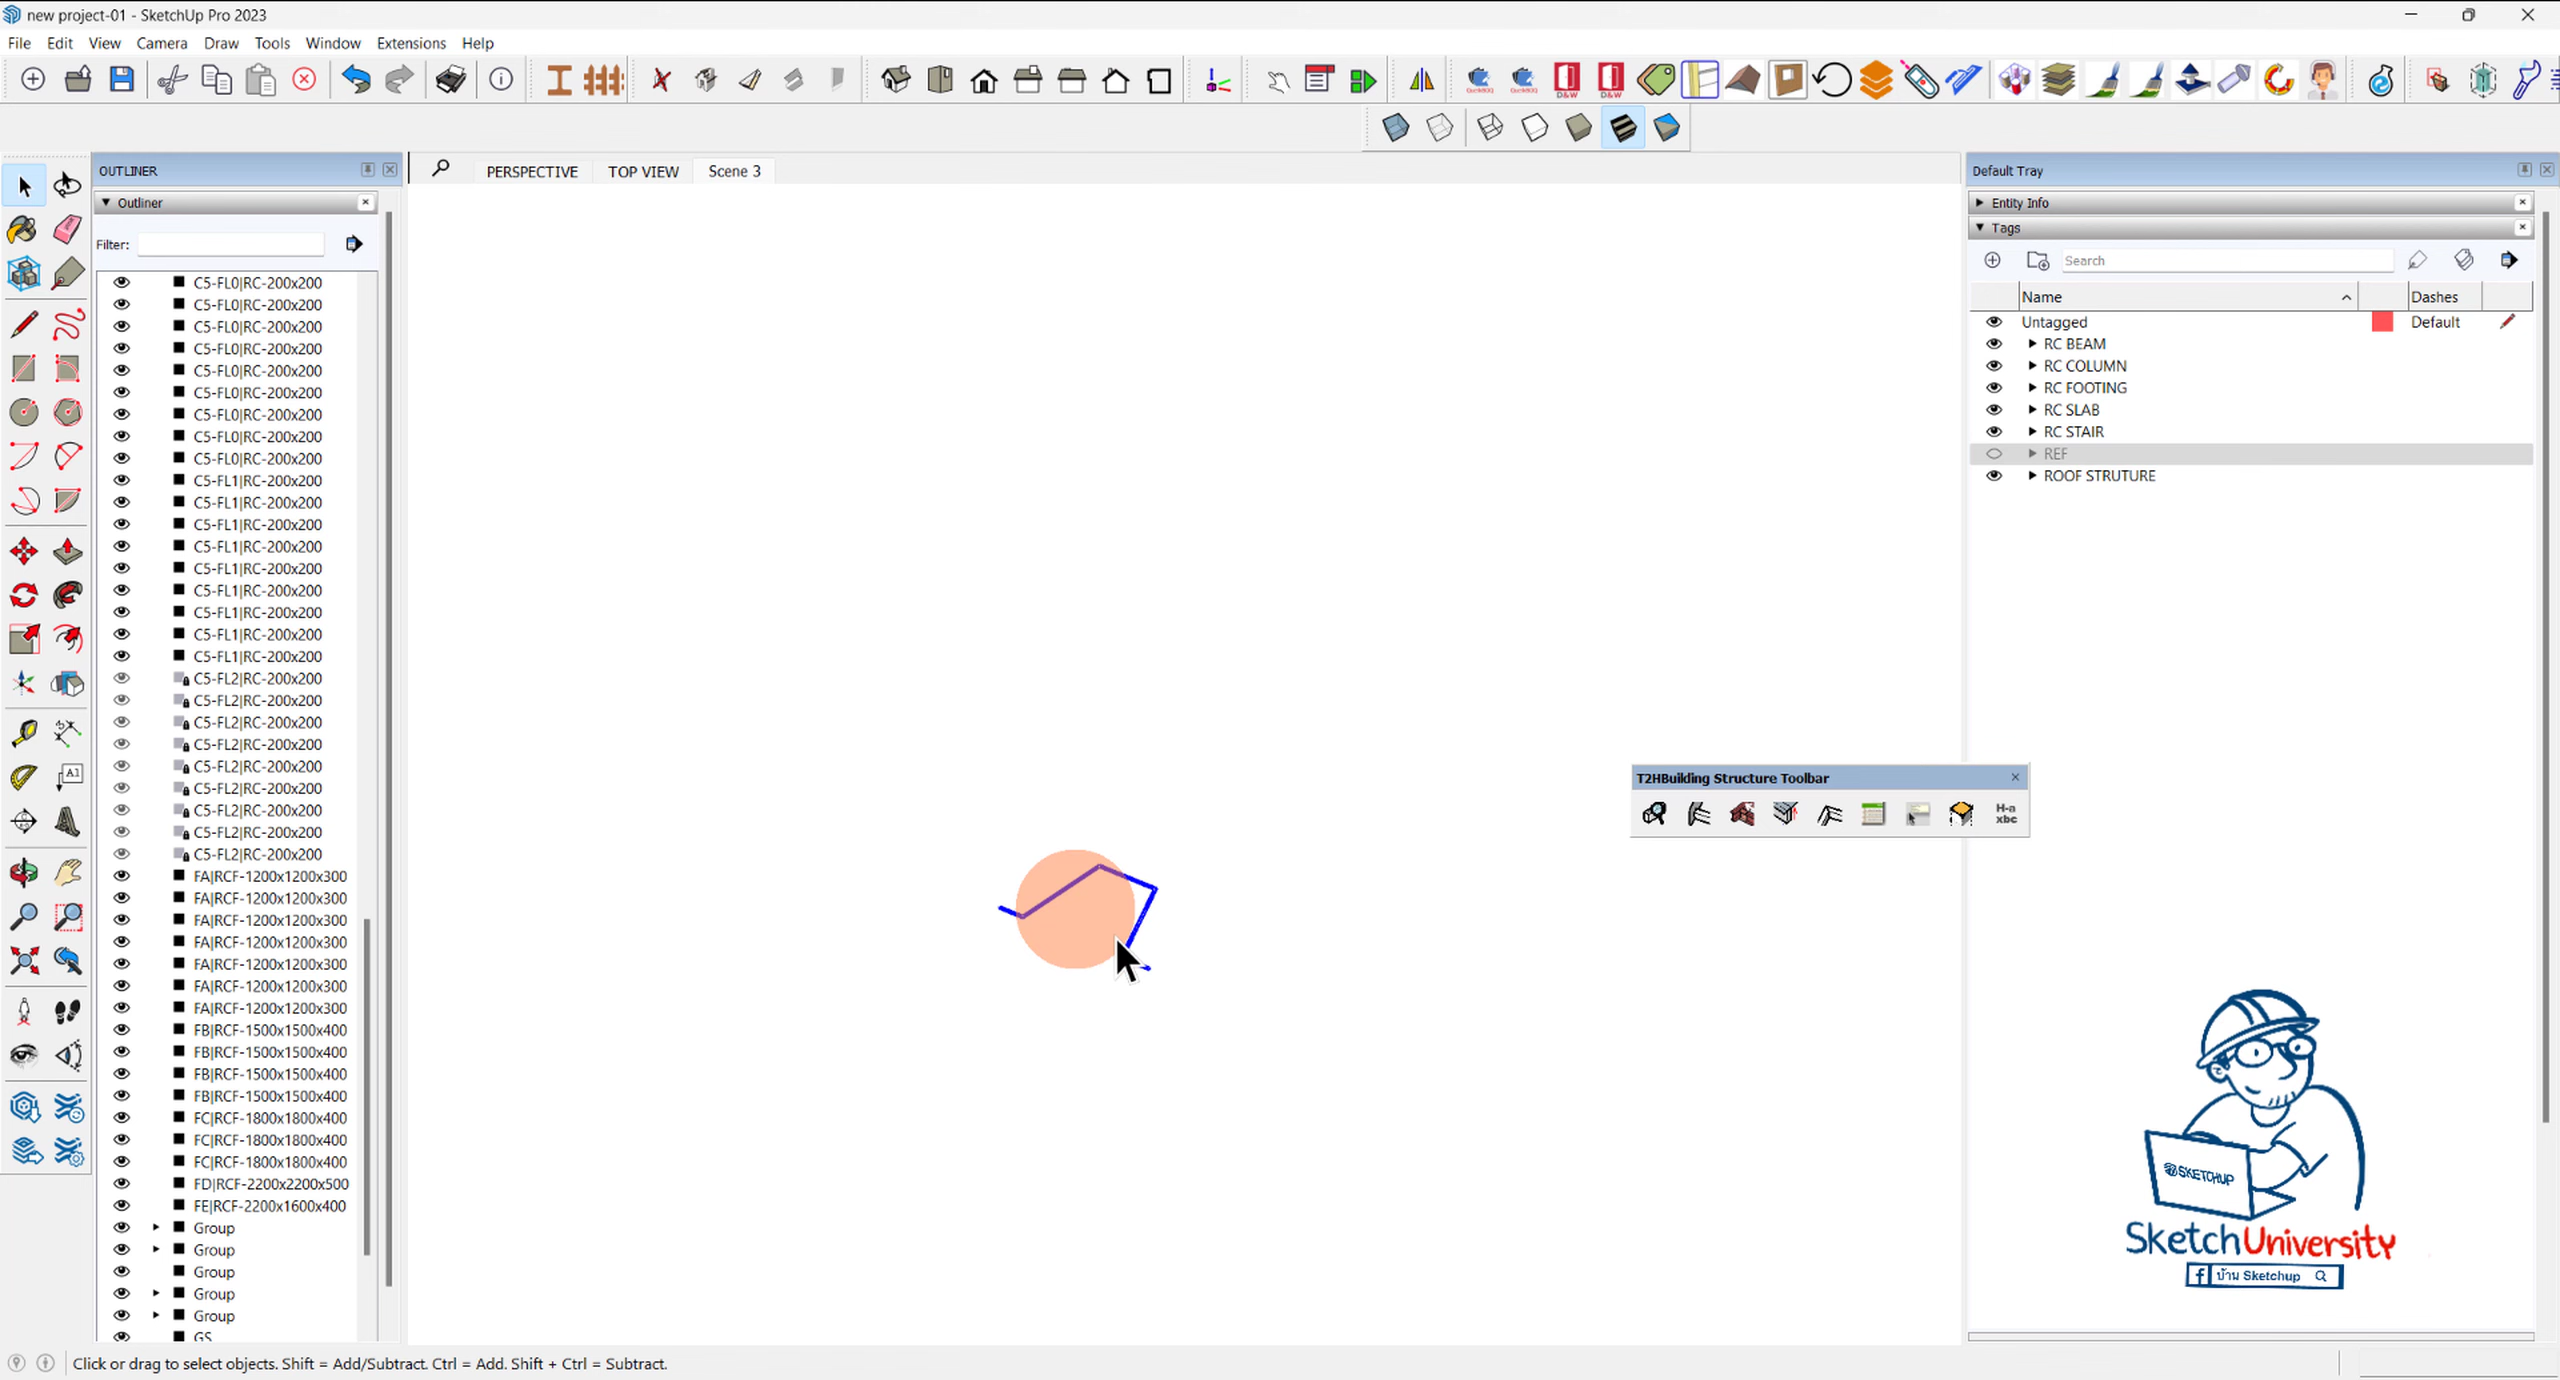 new project-01 - SketchUp Pro 2023
File Edit View Camera Draw Tools Window Extensions Help
D&W D&W
OUTLINER
PERSPECTIVE TOP VIEW Scene 3
Default Tray
Outliner
Entity Info
Tags
Filter:
Search
Name Dashes
Untagged Default
RC BEAM
RC COLUMN
RC FOOTING
RC SLAB
RC STAIR
REF
ROOF STRUTURE
C5-FL0|RC-200x200
C5-FL0|RC-200x200
C5-FL0|RC-200x200
C5-FL0|RC-200x200
C5-FL0|RC-200x200
C5-FL0|RC-200x200
C5-FL0|RC-200x200
C5-FL0|RC-200x200
C5-FL0|RC-200x200
C5-FL1|RC-200x200
C5-FL1|RC-200x200
C5-FL1|RC-200x200
C5-FL1|RC-200x200
C5-FL1|RC-200x200
C5-FL1|RC-200x200
C5-FL1|RC-200x200
C5-FL1|RC-200x200
C5-FL1|RC-200x200
C5-FL2|RC-200x200
C5-FL2|RC-200x200
C5-FL2|RC-200x200
C5-FL2|RC-200x200
C5-FL2|RC-200x200
C5-FL2|RC-200x200
C5-FL2|RC-200x200
C5-FL2|RC-200x200
C5-FL2|RC-200x200
FA|RCF-1200x1200x300
FA|RCF-1200x1200x300
FA|RCF-1200x1200x300
FA|RCF-1200x1200x300
FA|RCF-1200x1200x300
FA|RCF-1200x1200x300
FA|RCF-1200x1200x300
FB|RCF-1500x1500x400
FB|RCF-1500x1500x400
FB|RCF-1500x1500x400
FB|RCF-1500x1500x400
FC|RCF-1800x1800x400
FC|RCF-1800x1800x400
FC|RCF-1800x1800x400
FD|RCF-2200x2200x500
FE|RCF-2200x1600x400
Group
Group
Group
Group
Group
GS
T2HBuilding Structure Toolbar
H-a
xbc
A1
SKETCHUP
SketchUniversity
f บ้าน Sketchup
Click or drag to select objects. Shift = Add/Subtract. Ctrl = Add. Shift + Ctrl = Subtract.